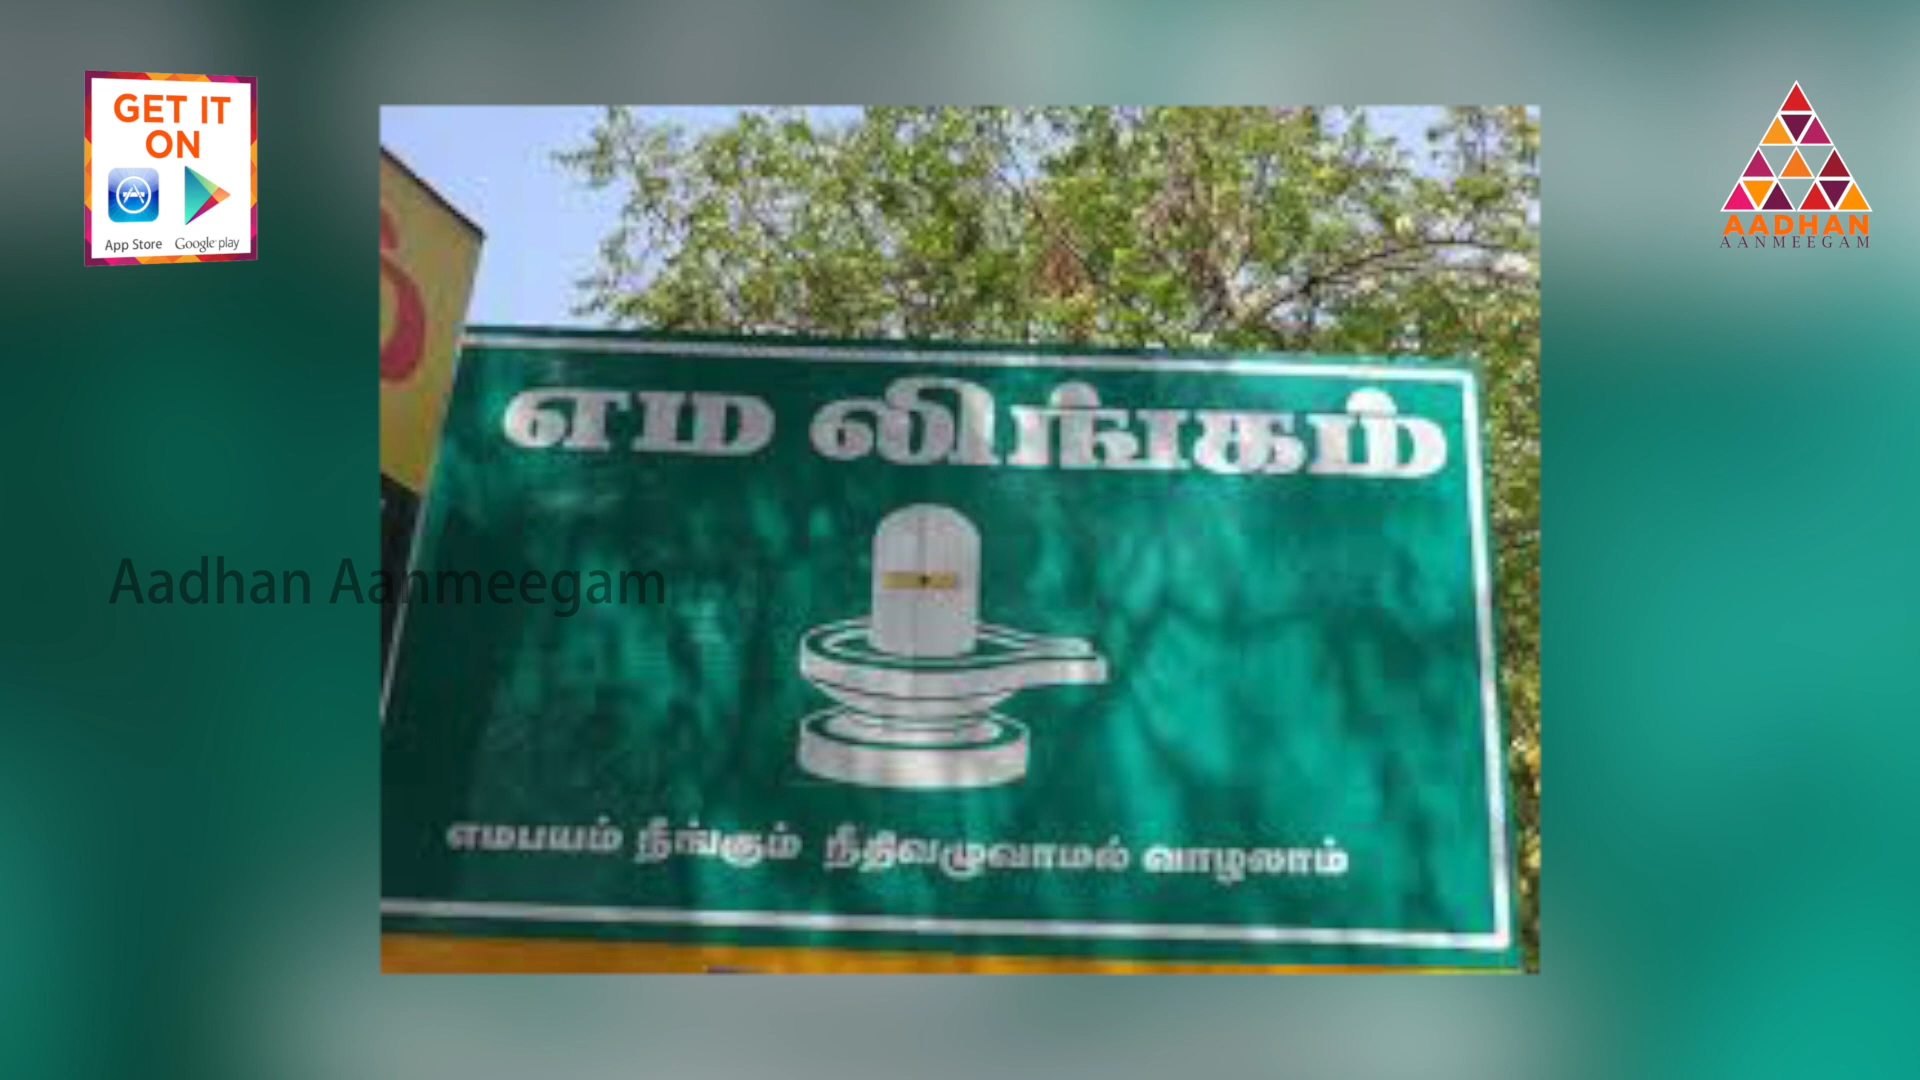 GET IT
ON
App Store Google play
AADHAN
AANMEEGAM
எம லிங்கம்
Aadhan Aanmeegam
எமபயம் நீங்கும் நீதிவழுவாமல் வாழலாம்